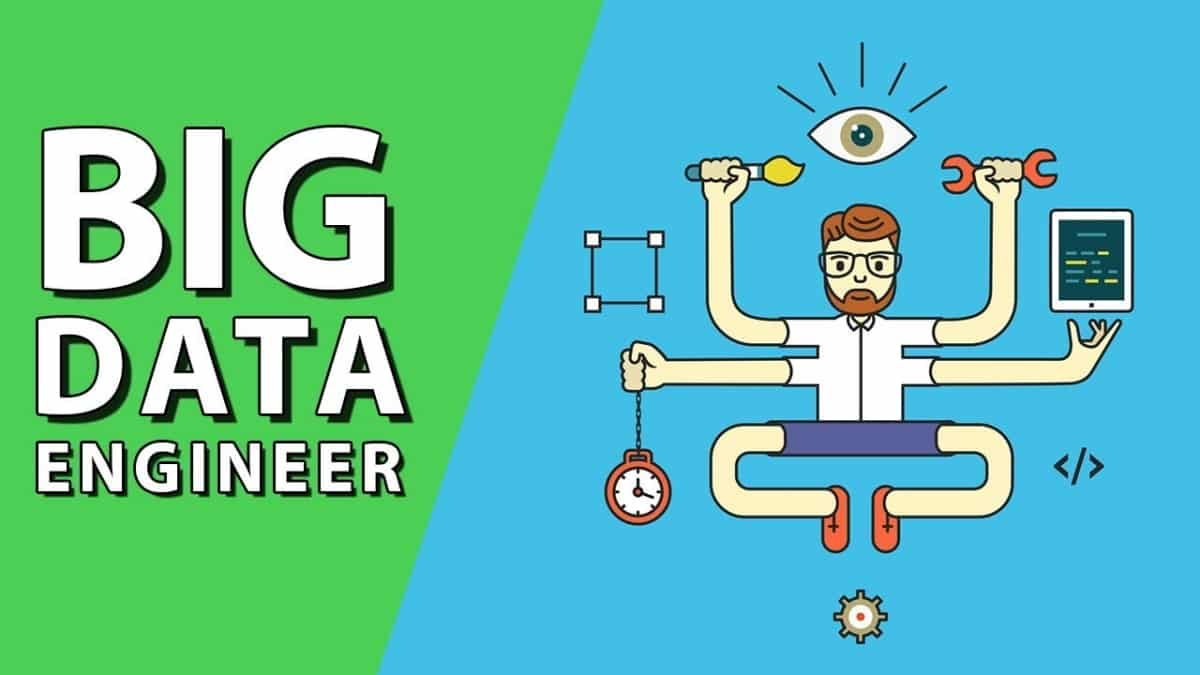 BIG
DATA
ENGINEER
</>